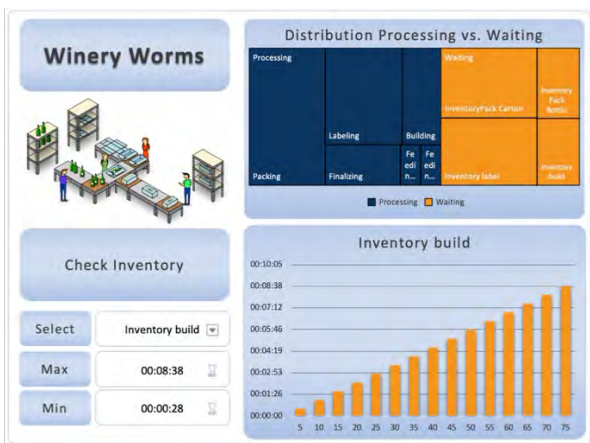 Winery Worms
Distribution Processing vs. Waiting
Processing
Packing
Labeling
Finalizing
Building
Fe
edi
n...
Fe
edi
n...
Waiting
InventoryPack Carton
Inventory
Pack
Bottle
Inventory label
Inventory
build
Processing
Waiting
Check Inventory
Select
Inventory build
Max
00:08:38
Min
00:00:28
Inventory build
00:10:05
00:08:38
00:07:12
00:05:46
00:04:19
00:02:53
00:01:26
00:00:00
5 10 15 20 25 30 35 40 45 50 55 60 65 70 75